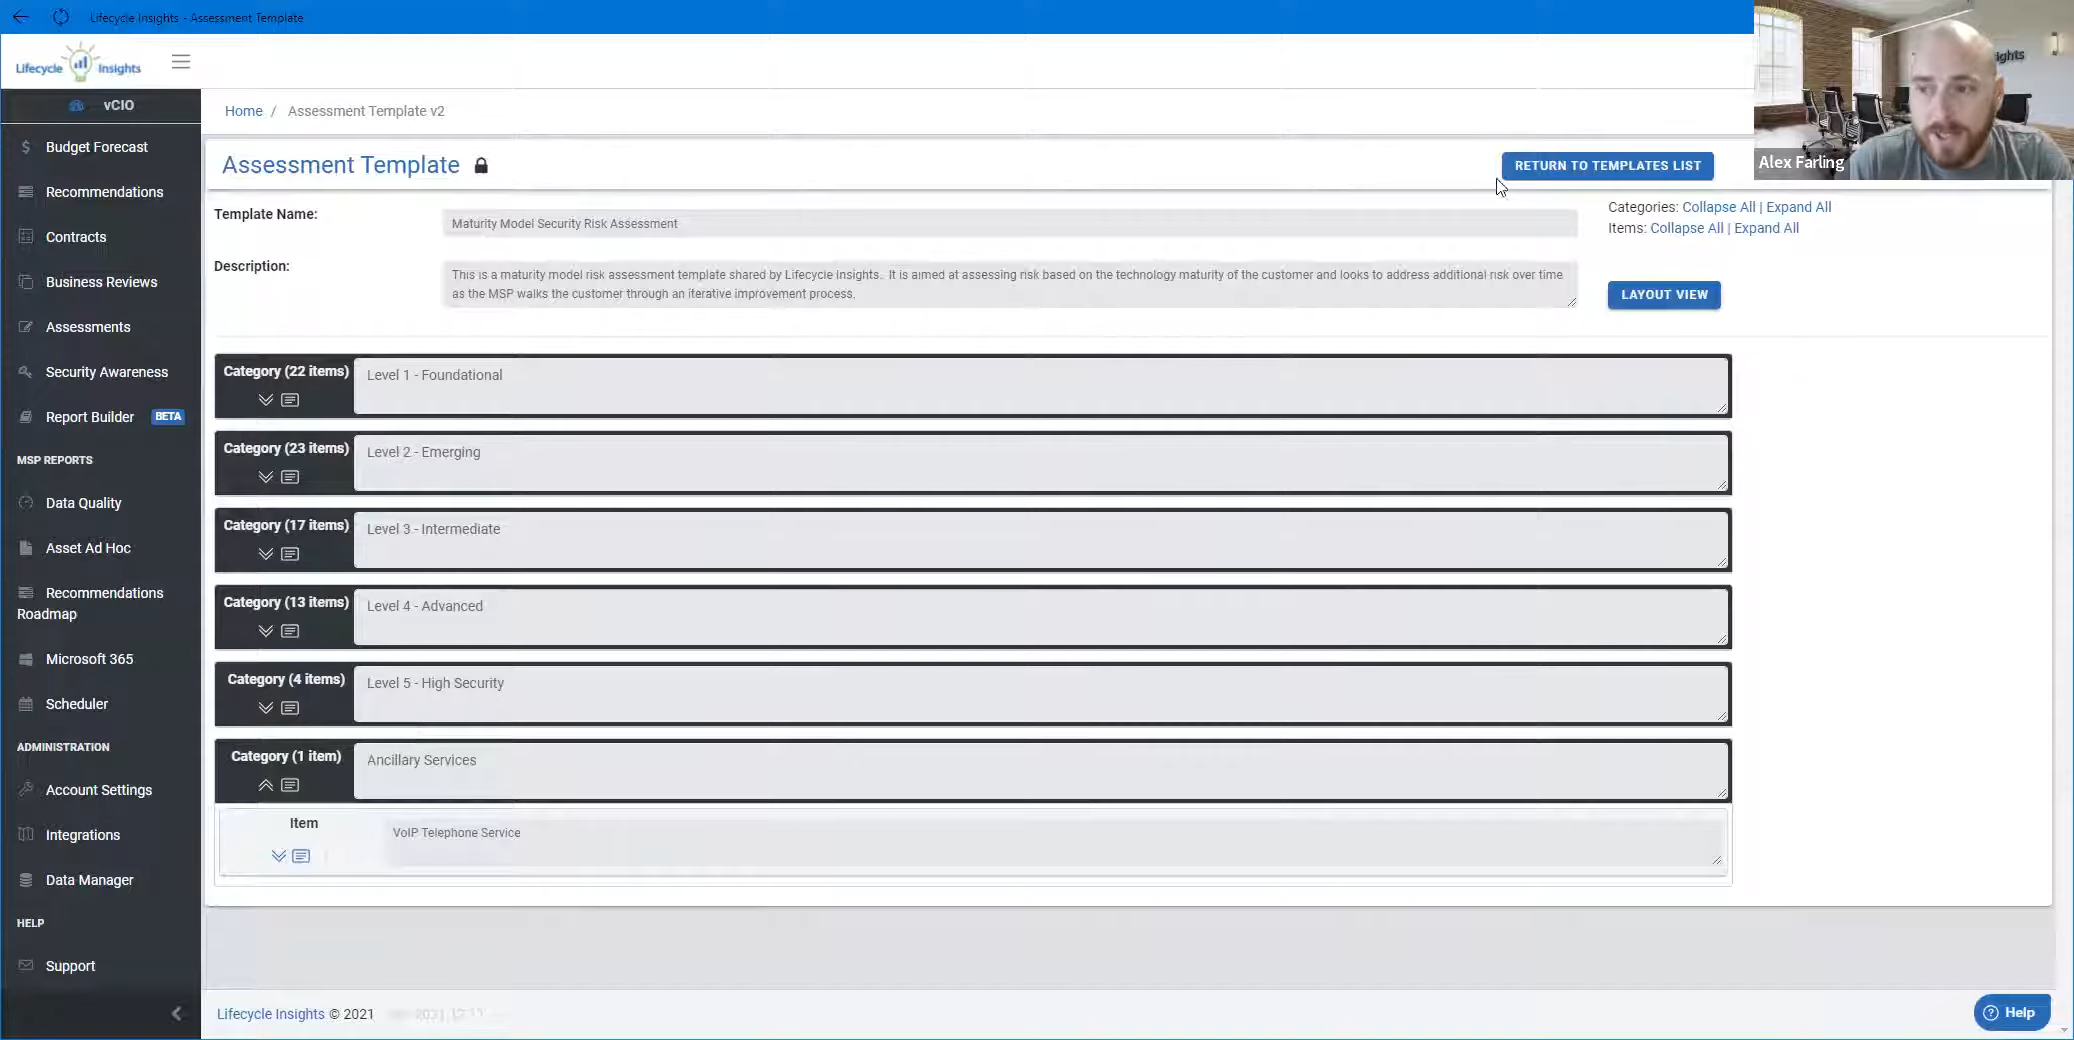 Lifecycle Insights - Assessment Template
Lifecycle Insights
vCIO
Budget Forecast
Recommendations
Contracts
Business Reviews
Assessments
Security Awareness
Report Builder BETA
MSP REPORTS
Data Quality
Asset Ad Hoc
Recommendations
Roadmap
Microsoft 365
Scheduler
ADMINISTRATION
Account Settings
Integrations
Data Manager
HELP
Support
Home / Assessment Template v2
Assessment Template
RETURN TO TEMPLATES LIST
Alex Farling
Template Name:
Maturity Model Security Risk Assessment
Categories: Collapse All | Expand All
Items: Collapse All | Expand All
Description:
This is a maturity model risk assessment template shared by Lifecycle Insights. It is aimed at assessing risk based on the technology maturity of the customer and looks to address additional risk over time
as the MSP walks the customer through an iterative improvement process.
LAYOUT VIEW
Category (22 items)
Level 1 - Foundational
Category (23 items)
Level 2 - Emerging
Category (17 items)
Level 3 - Intermediate
Category (13 items)
Level 4 - Advanced
Category (4 items)
Level 5 - High Security
Category (1 item)
Ancillary Services
Item
VoIP Telephone Service
Lifecycle Insights © 2021
Help